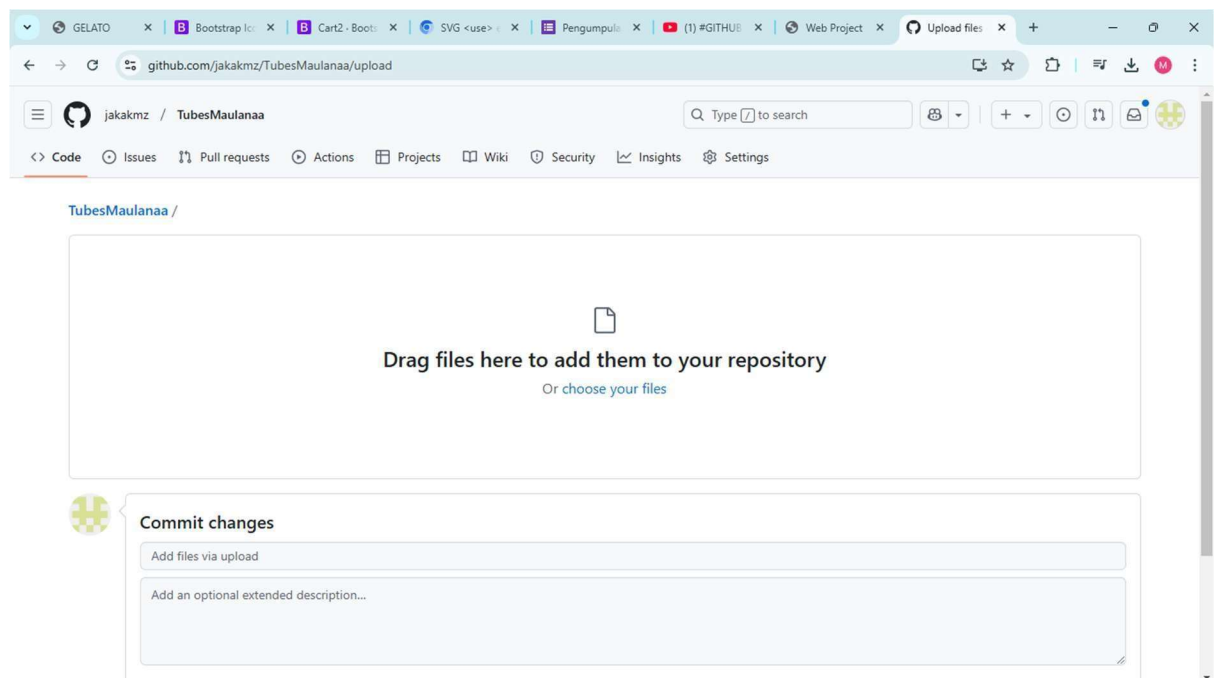 GELATO
Bootstrap Ic
Cart2 · Boots
SVG <use> e
Pengumpula
(1) #GITHUB
Web Project
Upload files
github.com/jakakmz/TubesMaulanaa/upload
M
jakakmz / TubesMaulanaa
Type / to search
Code Issues Pull requests Actions Projects Wiki Security Insights Settings
TubesMaulanaa /
Drag files here to add them to your repository
Or choose your files
Commit changes
Add files via upload
Add an optional extended description...